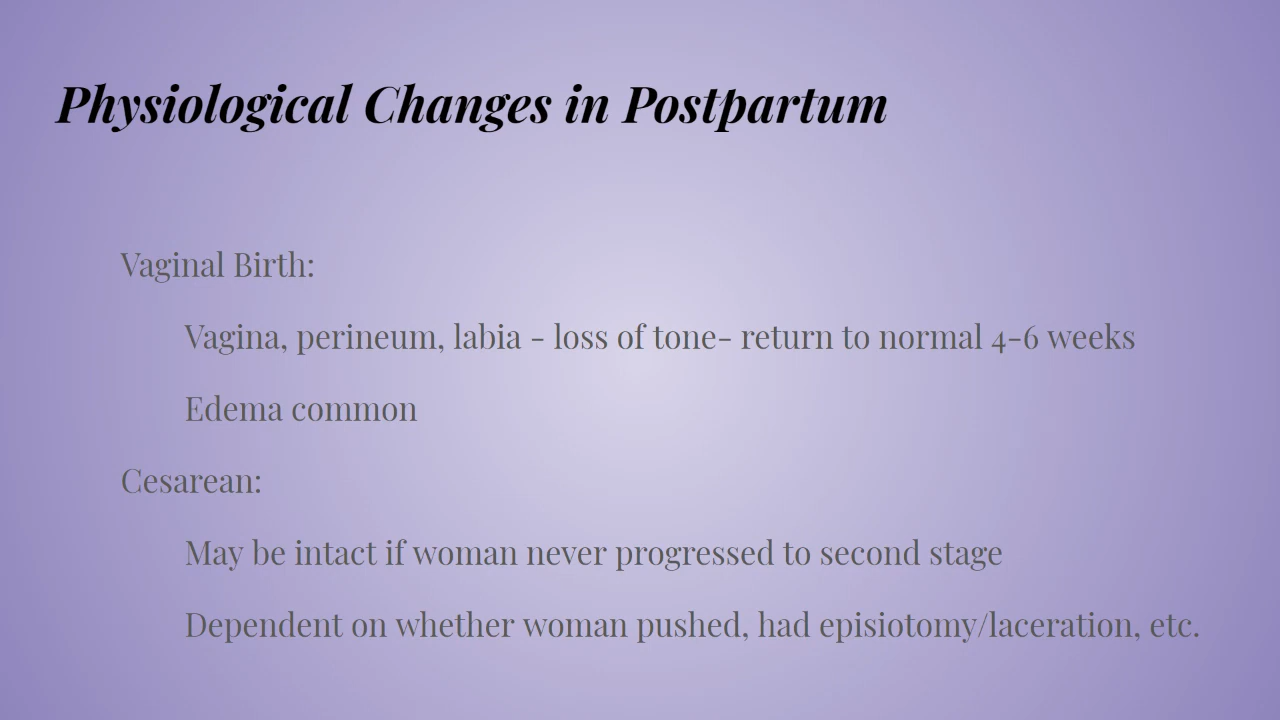 Physiological Changes in Postpartum
Vaginal Birth:
Vagina, perineum, labia - loss of tone- return to normal 4-6 weeks
Edema common
Cesarean:
May be intact if woman never progressed to second stage
Dependent on whether woman pushed, had episiotomy/laceration, etc.